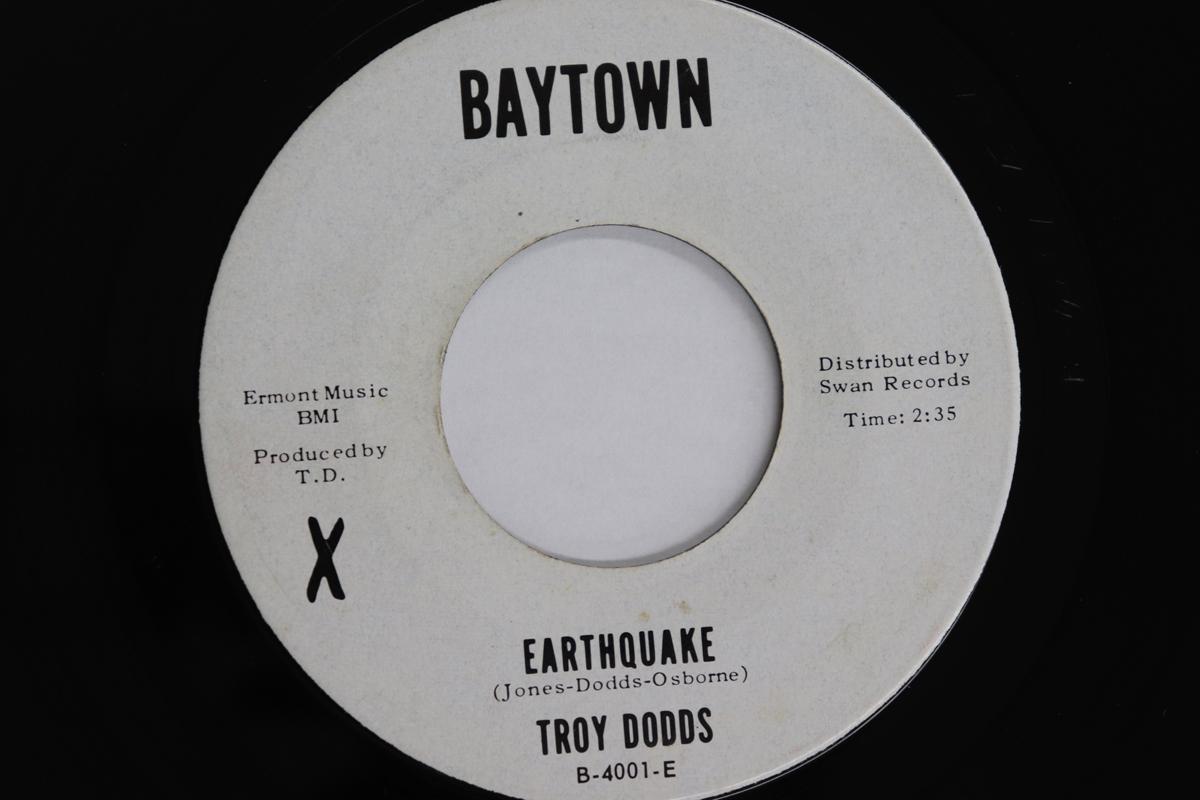 BAYTOWN
Ermont Music
BMI
Produced by
T.D.
X
Distributed by
Swan Records
Time: 2:35
EARTHQUAKE
(Jones-Dodds-Osborne)
TROY DODDS
B-4001-E